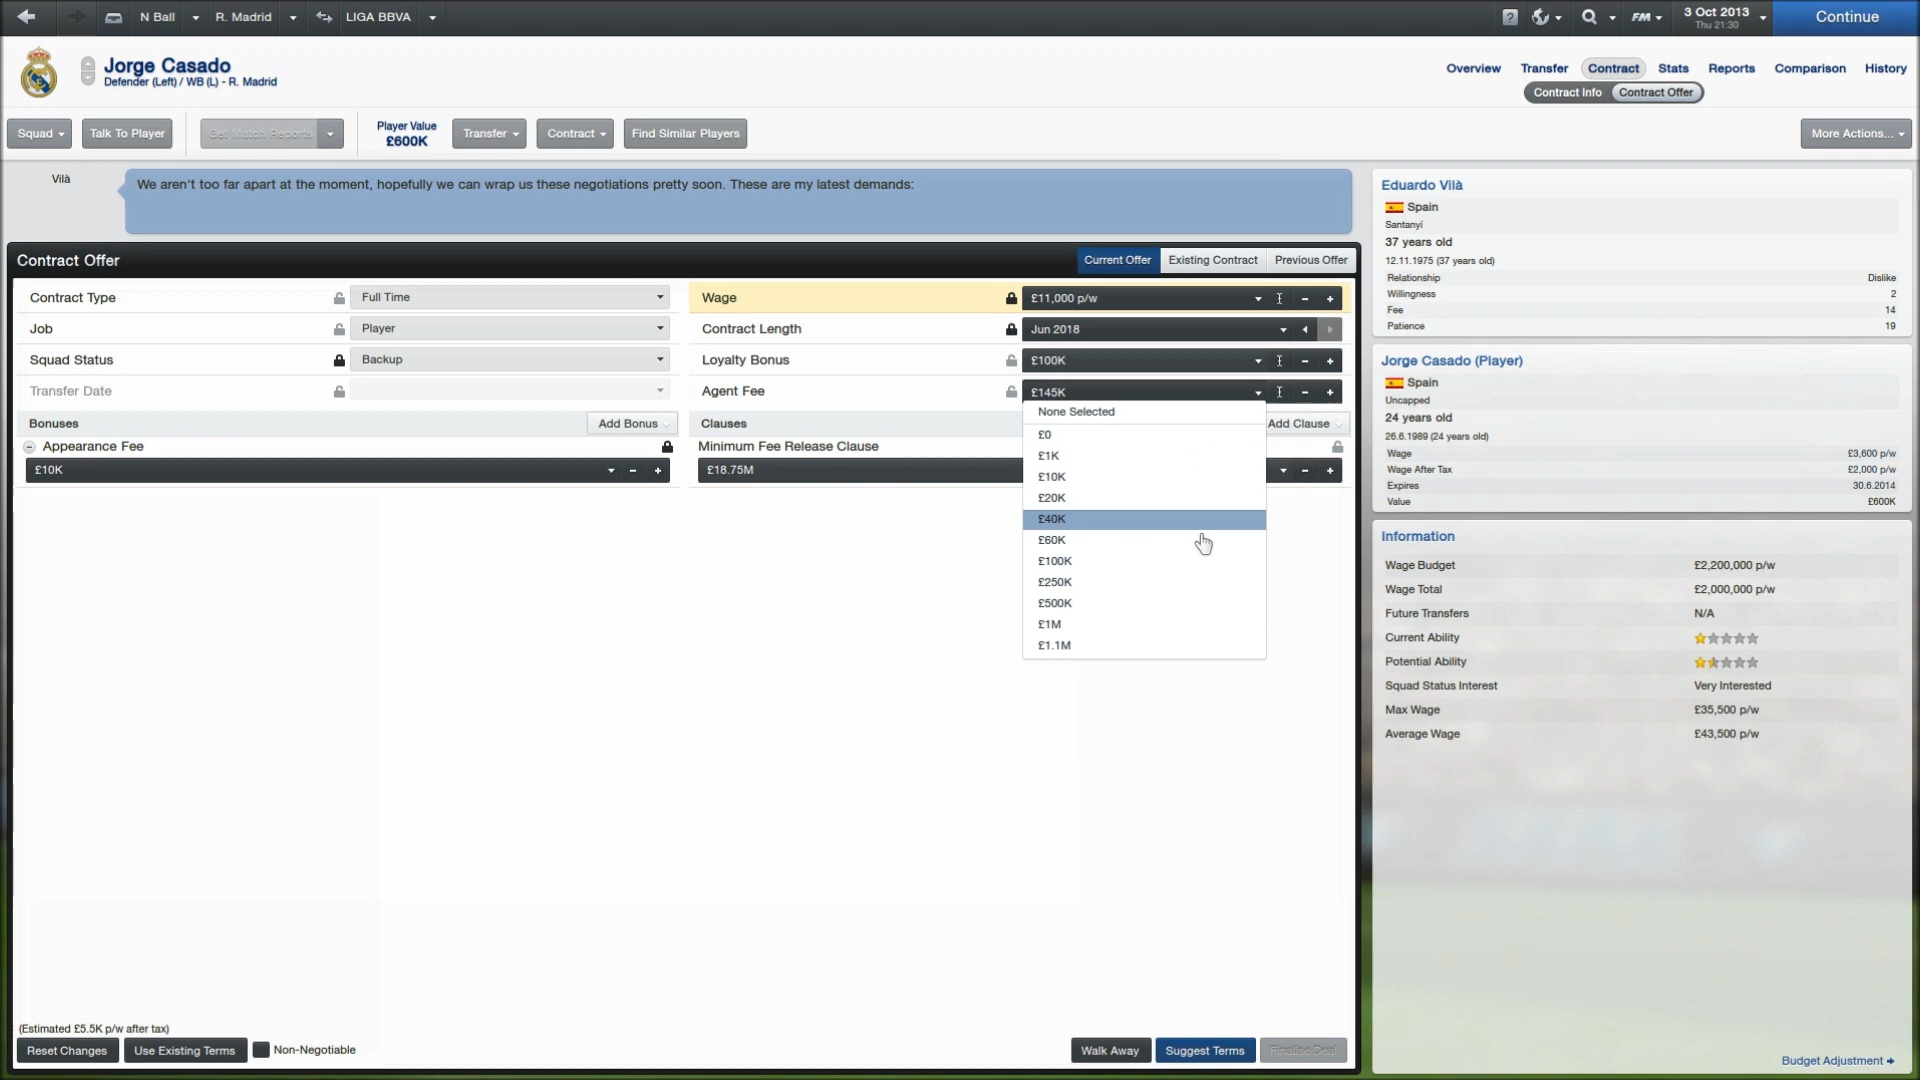 N Ball
R. Madrid
LIGA BBVA
?
FM
3 Oct 2013
Thu 21:30
Continue
Jorge Casado
Defender (Left) / WB (L) - R. Madrid
Overview
Transfer
Contract
Stats
Reports
Comparison
History
Contract Info
Contract Offer
Squad
Talk To Player
Get Match Reports
Player Value
£600K
Transfer
Contract
Find Similar Players
More Actions...
Vilà
We aren't too far apart at the moment, hopefully we can wrap us these negotiations pretty soon. These are my latest demands:
Contract Offer
Current Offer
Existing Contract
Previous Offer
Contract Type
Full Time
Job
Player
Squad Status
Backup
Transfer Date
Wage
£11,000 p/w
Contract Length
Jun 2018
Loyalty Bonus
£100K
Agent Fee
£145K
Bonuses
Add Bonus
Appearance Fee
£10K
Clauses
Add Clause
Minimum Fee Release Clause
£18.75M
None Selected
£0
£1K
£10K
£20K
£40K
£60K
£100K
£250K
£500K
£1M
£1.1M
(Estimated £5.5K p/w after tax)
Reset Changes
Use Existing Terms
Non-Negotiable
Walk Away
Suggest Terms
Finalise Deal
Eduardo Vilà
Spain
Santanyí
37 years old
12.11.1975 (37 years old)
Relationship Dislike
Willingness 2
Fee 14
Patience 19
Jorge Casado (Player)
Spain
Uncapped
24 years old
26.6.1989 (24 years old)
Wage £3,600 p/w
Wage After Tax £2,000 p/w
Expires 30.6.2014
Value £600K
Information
Wage Budget £2,200,000 p/w
Wage Total £2,000,000 p/w
Future Transfers N/A
Current Ability
Potential Ability
Squad Status Interest Very Interested
Max Wage £35,500 p/w
Average Wage £43,500 p/w
Budget Adjustment